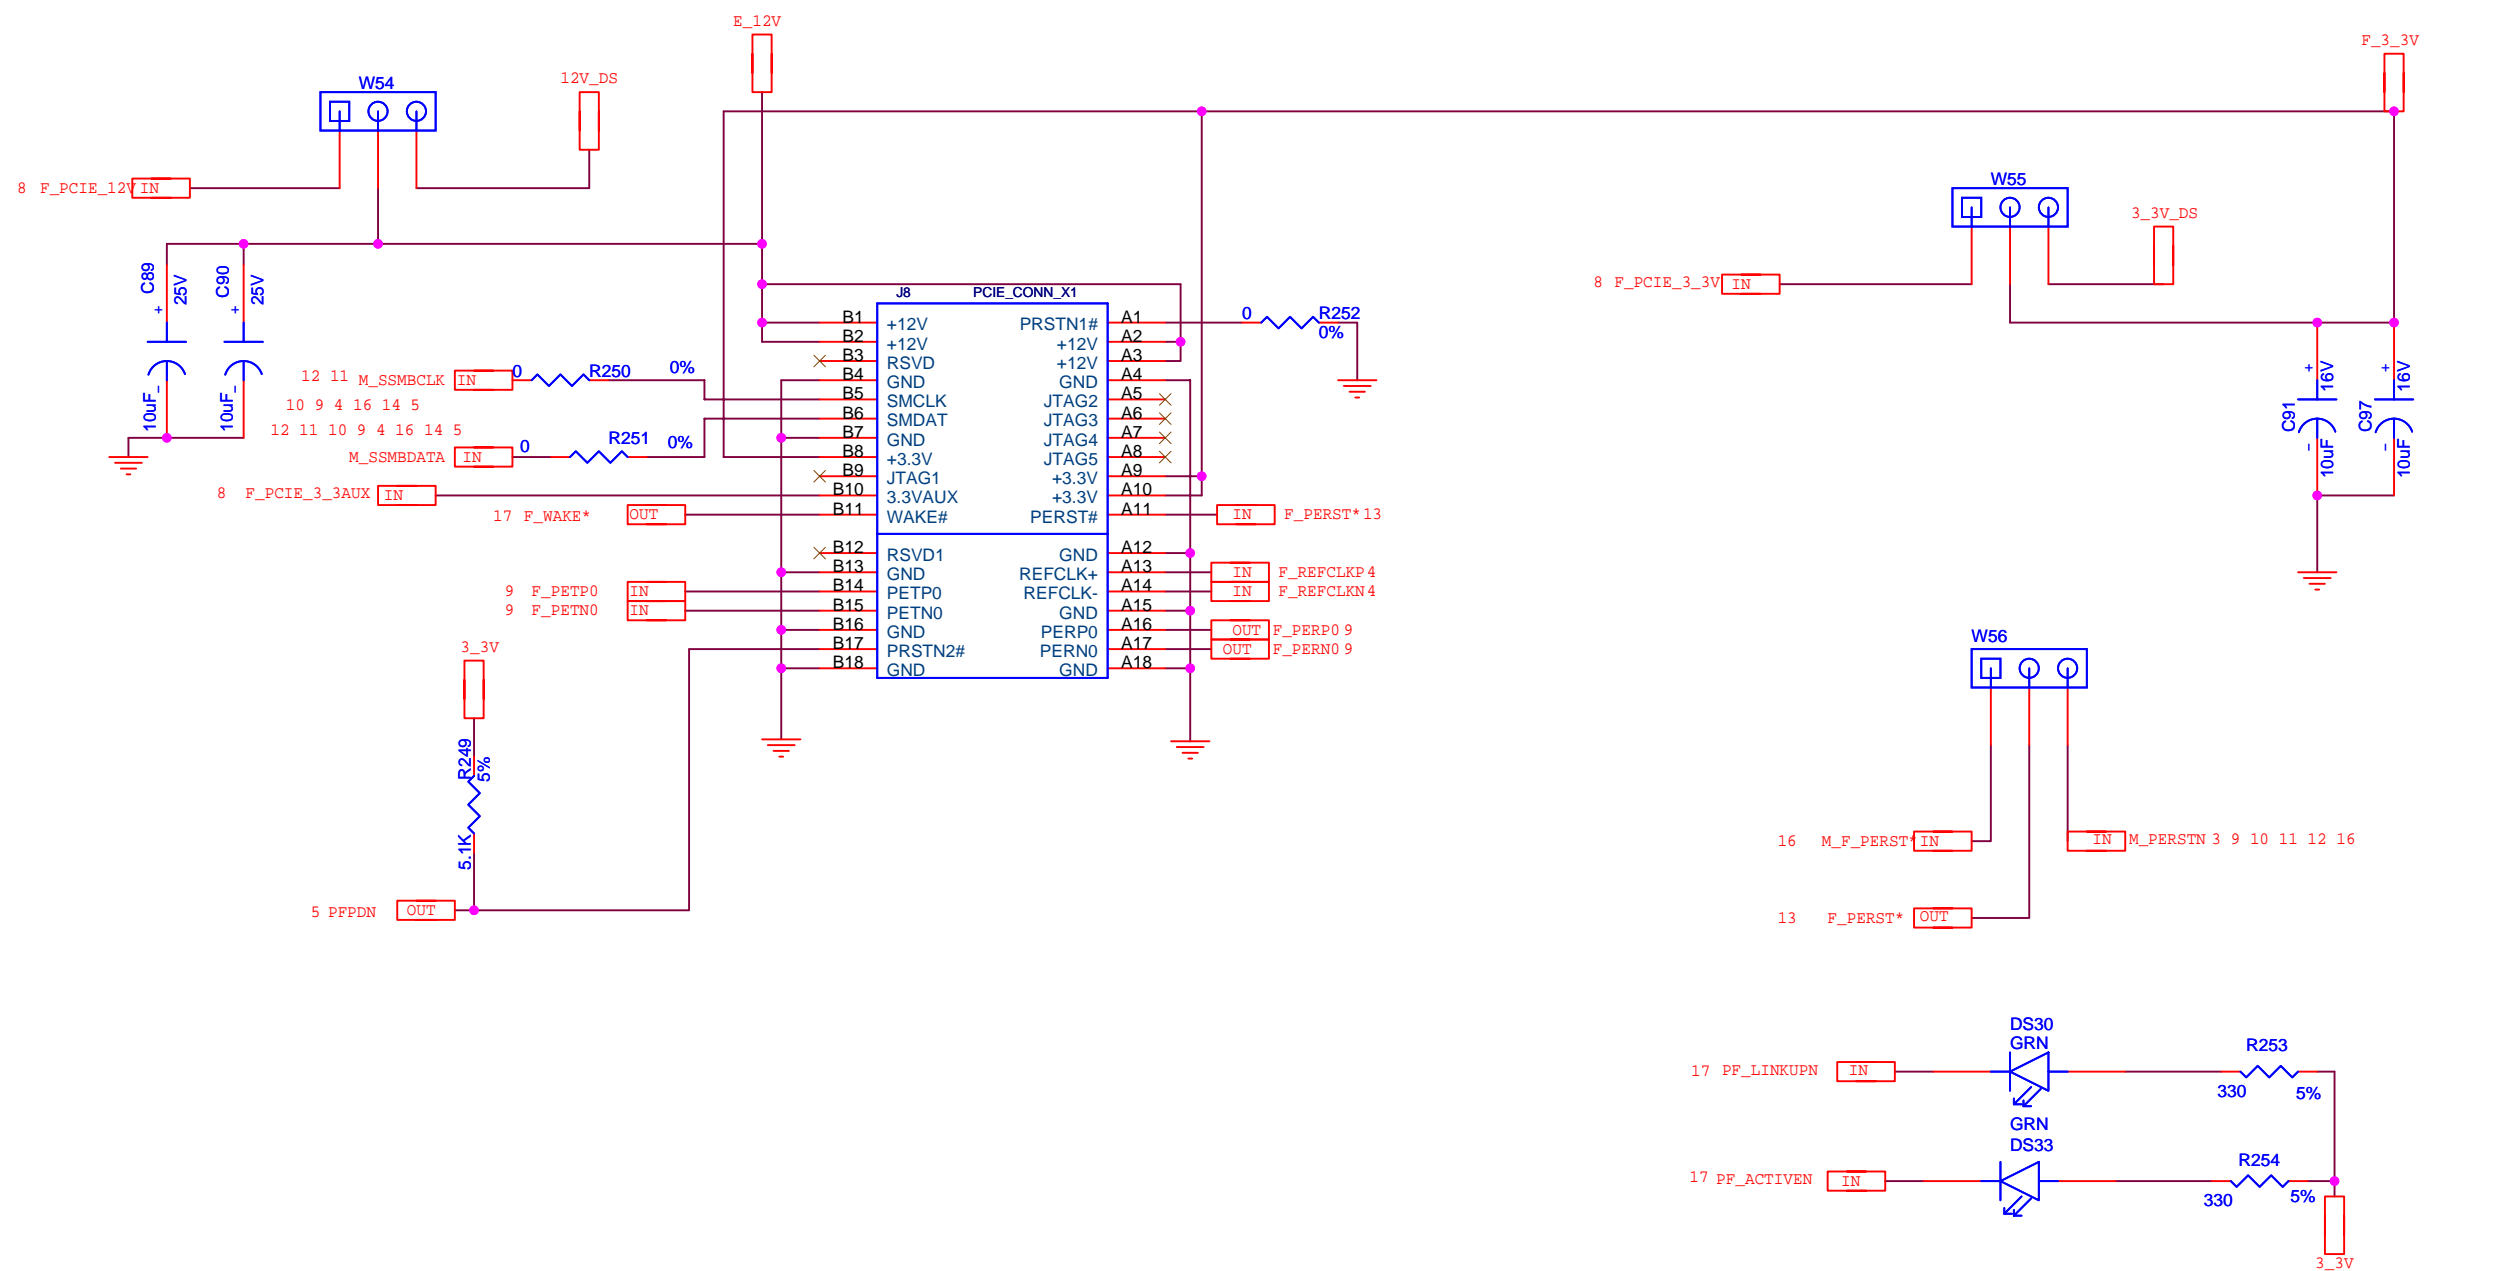 E_12V
F_3_3V
12V_DS
W54
8 F_PCIE_12V IN
C89
25V
+
10uF
-
C90
25V
+
10uF
-
W55
3_3V_DS
8 F_PCIE_3_3V IN
+
16V
C91
-
10uF
+
16V
C97
-
10uF
J8 PCIE_CONN_X1
B1 +12V PRSTN1# A1
B2 +12V +12V A2
B3 RSVD +12V A3
B4 GND GND A4
B5 SMCLK JTAG2 A5
B6 SMDAT JTAG3 A6
B7 GND JTAG4 A7
B8 +3.3V JTAG5 A8
B9 JTAG1 +3.3V A9
B10 3.3VAUX +3.3V A10
B11 WAKE# PERST# A11
B12 RSVD1 GND A12
B13 GND REFCLK+ A13
B14 PETP0 REFCLK- A14
B15 PETN0 GND A15
B16 GND PERP0 A16
B17 PRSTN2# PERN0 A17
B18 GND GND A18
0 R252
0%
12 11 M_SSMBCLK IN 0 R250 0%
10 9 4 16 14 5
12 11 10 9 4 16 14 5
M_SSMBDATA IN 0 R251 0%
8 F_PCIE_3_3AUX IN
17 F_WAKE* OUT
IN F_PERST* 13
9 F_PETP0 IN
9 F_PETN0 IN
IN F_REFCLKP 4
IN F_REFCLKN 4
OUT F_PERP0 9
OUT F_PERN0 9
3_3V
R249
5%
5.1K
5 PFPDN OUT
W56
16 M_F_PERST* IN
IN M_PERSTN 3 9 10 11 12 16
13 F_PERST* OUT
DS30
GRN
17 PF_LINKUPN IN
R253
330 5%
GRN
DS33
17 PF_ACTIVEN IN
R254
330 5%
3_3V